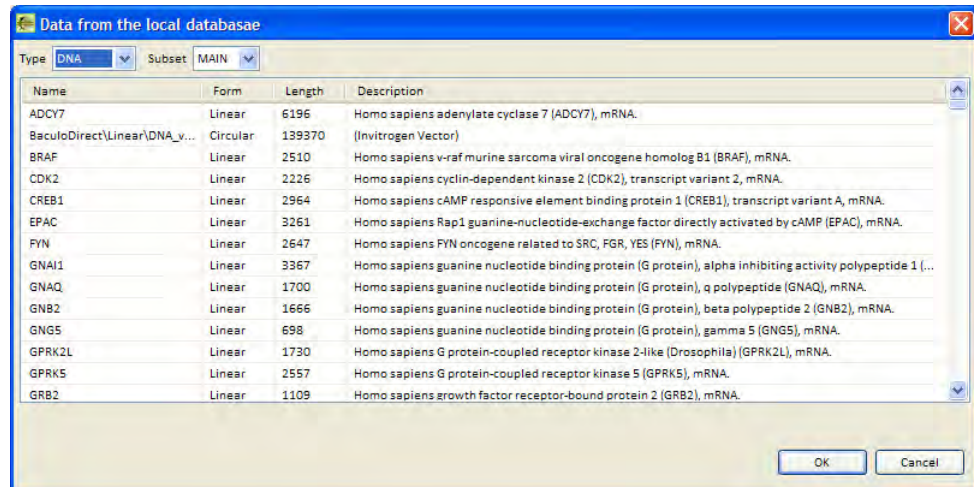 Data from the local databasae
Type DNA Subset MAIN
Name Form Length Description
ADCY7 Linear 6196 Homo sapiens adenylate cyclase 7 (ADCY7), mRNA.
BaculoDirect\Linear\DNA_v... Circular 139370 (Invitrogen Vector)
BRAF Linear 2510 Homo sapiens v-raf murine sarcoma viral oncogene homolog B1 (BRAF), mRNA.
CDK2 Linear 2226 Homo sapiens cyclin-dependent kinase 2 (CDK2), transcript variant 2, mRNA.
CREB1 Linear 2964 Homo sapiens cAMP responsive element binding protein 1 (CREB1), transcript variant A, mRNA.
EPAC Linear 3261 Homo sapiens Rap1 guanine-nucleotide-exchange factor directly activated by cAMP (EPAC), mRNA.
FYN Linear 2647 Homo sapiens FYN oncogene related to SRC, FGR, YES (FYN), mRNA.
GNAI1 Linear 3367 Homo sapiens guanine nucleotide binding protein (G protein), alpha inhibiting activity polypeptide 1 (...
GNAQ Linear 1700 Homo sapiens guanine nucleotide binding protein (G protein), q polypeptide (GNAQ), mRNA.
GNB2 Linear 1666 Homo sapiens guanine nucleotide binding protein (G protein), beta polypeptide 2 (GNB2), mRNA.
GNG5 Linear 698 Homo sapiens guanine nucleotide binding protein (G protein), gamma 5 (GNG5), mRNA.
GPRK2L Linear 1730 Homo sapiens G protein-coupled receptor kinase 2-like (Drosophila) (GPRK2L), mRNA.
GPRK5 Linear 2557 Homo sapiens G protein-coupled receptor kinase 5 (GPRK5), mRNA.
GRB2 Linear 1109 Homo sapiens growth factor receptor-bound protein 2 (GRB2), mRNA.
OK Cancel